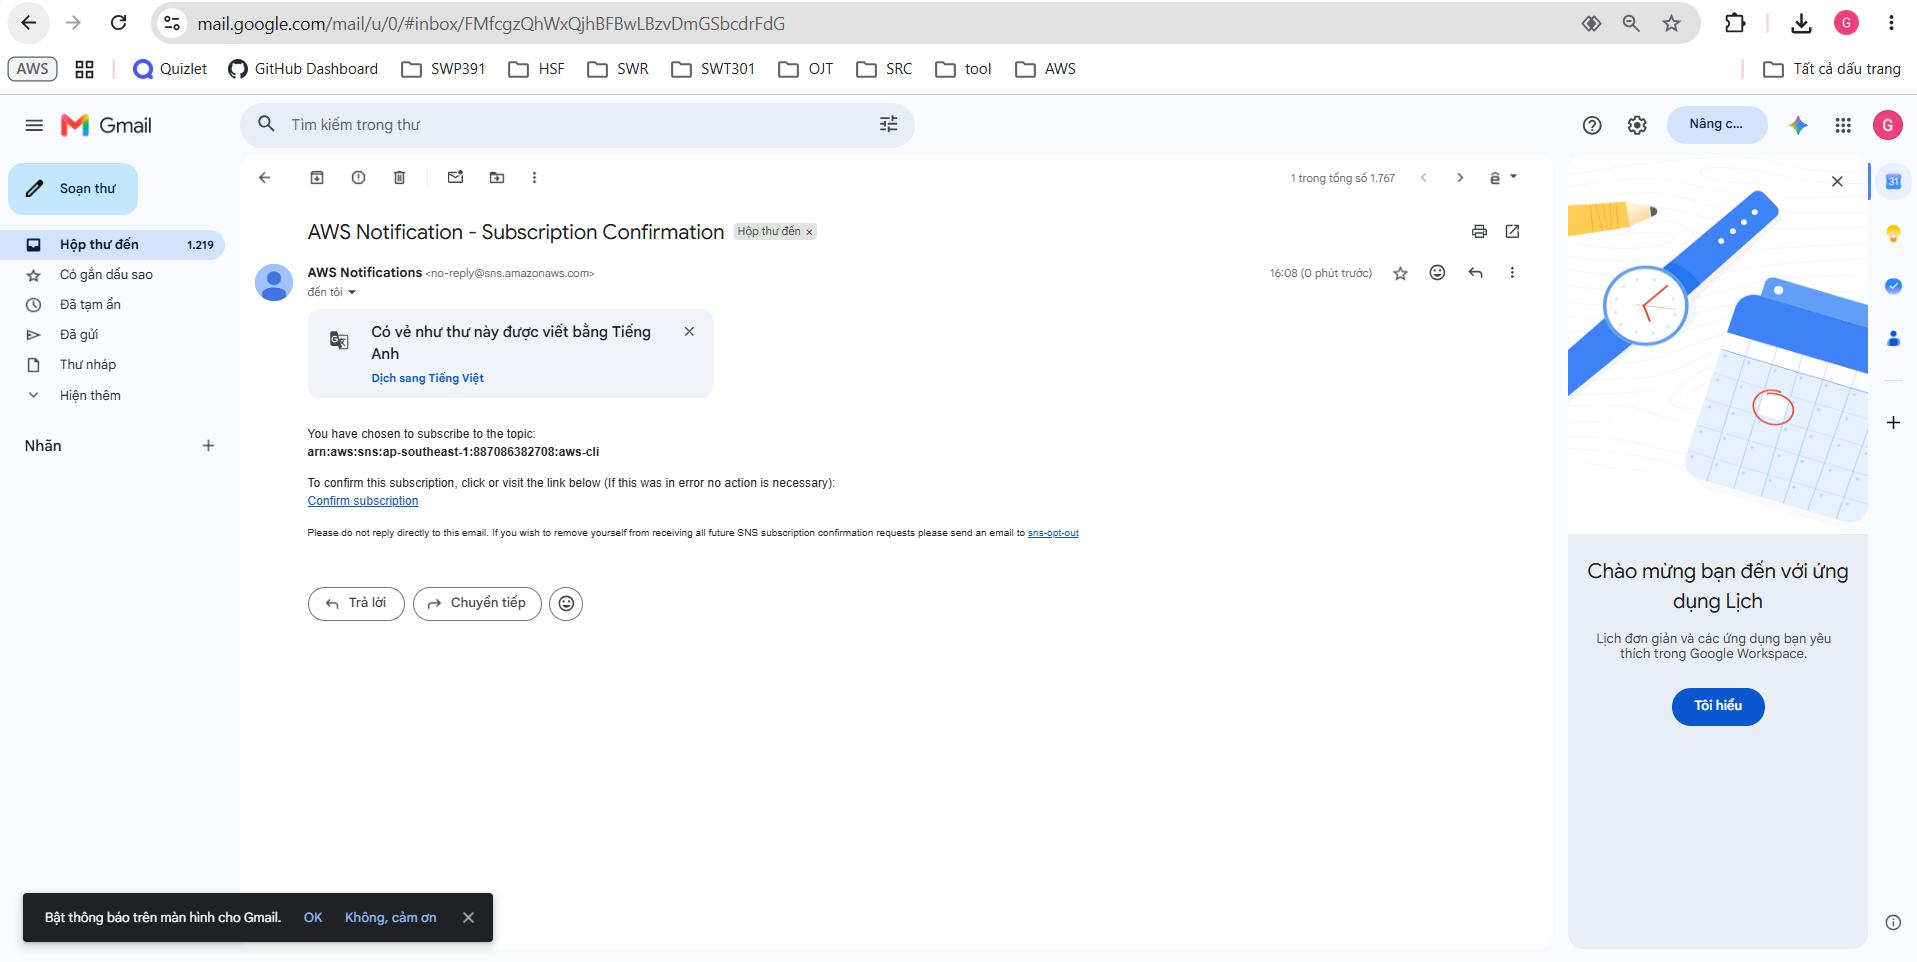 mail.google.com/mail/u/0/#inbox/FMfcgzQhWxQjhBFBwLBzvDmGSbcdrFdG
G
AWS
Quizlet
GitHub Dashboard
SWP391
HSF
SWR
SWT301
OJT
SRC
tool
AWS
Tất cả dấu trang
Gmail
Tìm kiếm trong thư
Nâng c...
G
Soạn thư
1 trong tổng số 1.767
31
Hộp thư đến 1.219
Có gắn dấu sao
Đã tạm ẩn
Đã gửi
Thư nháp
Hiện thêm
Nhãn
AWS Notification - Subscription Confirmation
Hộp thư đến x
AWS Notifications <no-reply@sns.amazonaws.com>
16:08 (0 phút trước)
đến tôi
Có vẻ như thư này được viết bằng Tiếng
Anh
Dịch sang Tiếng Việt
You have chosen to subscribe to the topic:
arn:aws:sns:ap-southeast-1:887086382708:aws-cli
To confirm this subscription, click or visit the link below (If this was in error no action is necessary):
Confirm subscription
Please do not reply directly to this email. If you wish to remove yourself from receiving all future SNS subscription confirmation requests please send an email to sns-opt-out
Trả lời
Chuyển tiếp
Chào mừng bạn đến với ứng
dụng Lịch
Lịch đơn giản và các ứng dụng bạn yêu
thích trong Google Workspace.
Tôi hiểu
Bật thông báo trên màn hình cho Gmail. OK Không, cảm ơn